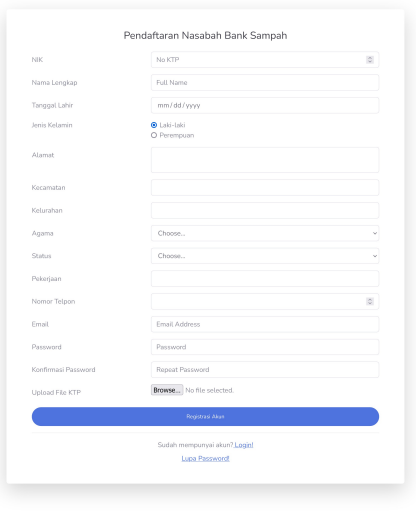 Pendaftaran Nasabah Bank Sampah
NIK No KTP
Nama Lengkap Full Name
Tanggal Lahir mm/dd/yyyy
Jenis Kelamin Laki-laki
Perempuan
Alamat
Kecamatan
Kelurahan
Agama Choose...
Status Choose...
Pekerjaan
Nomor Telpon
Email Email Address
Password Password
Konfirmasi Password Repeat Password
Upload File KTP Browse... No file selected.
Registrasi Akun
Sudah mempunyai akun? Login!
Lupa Password!